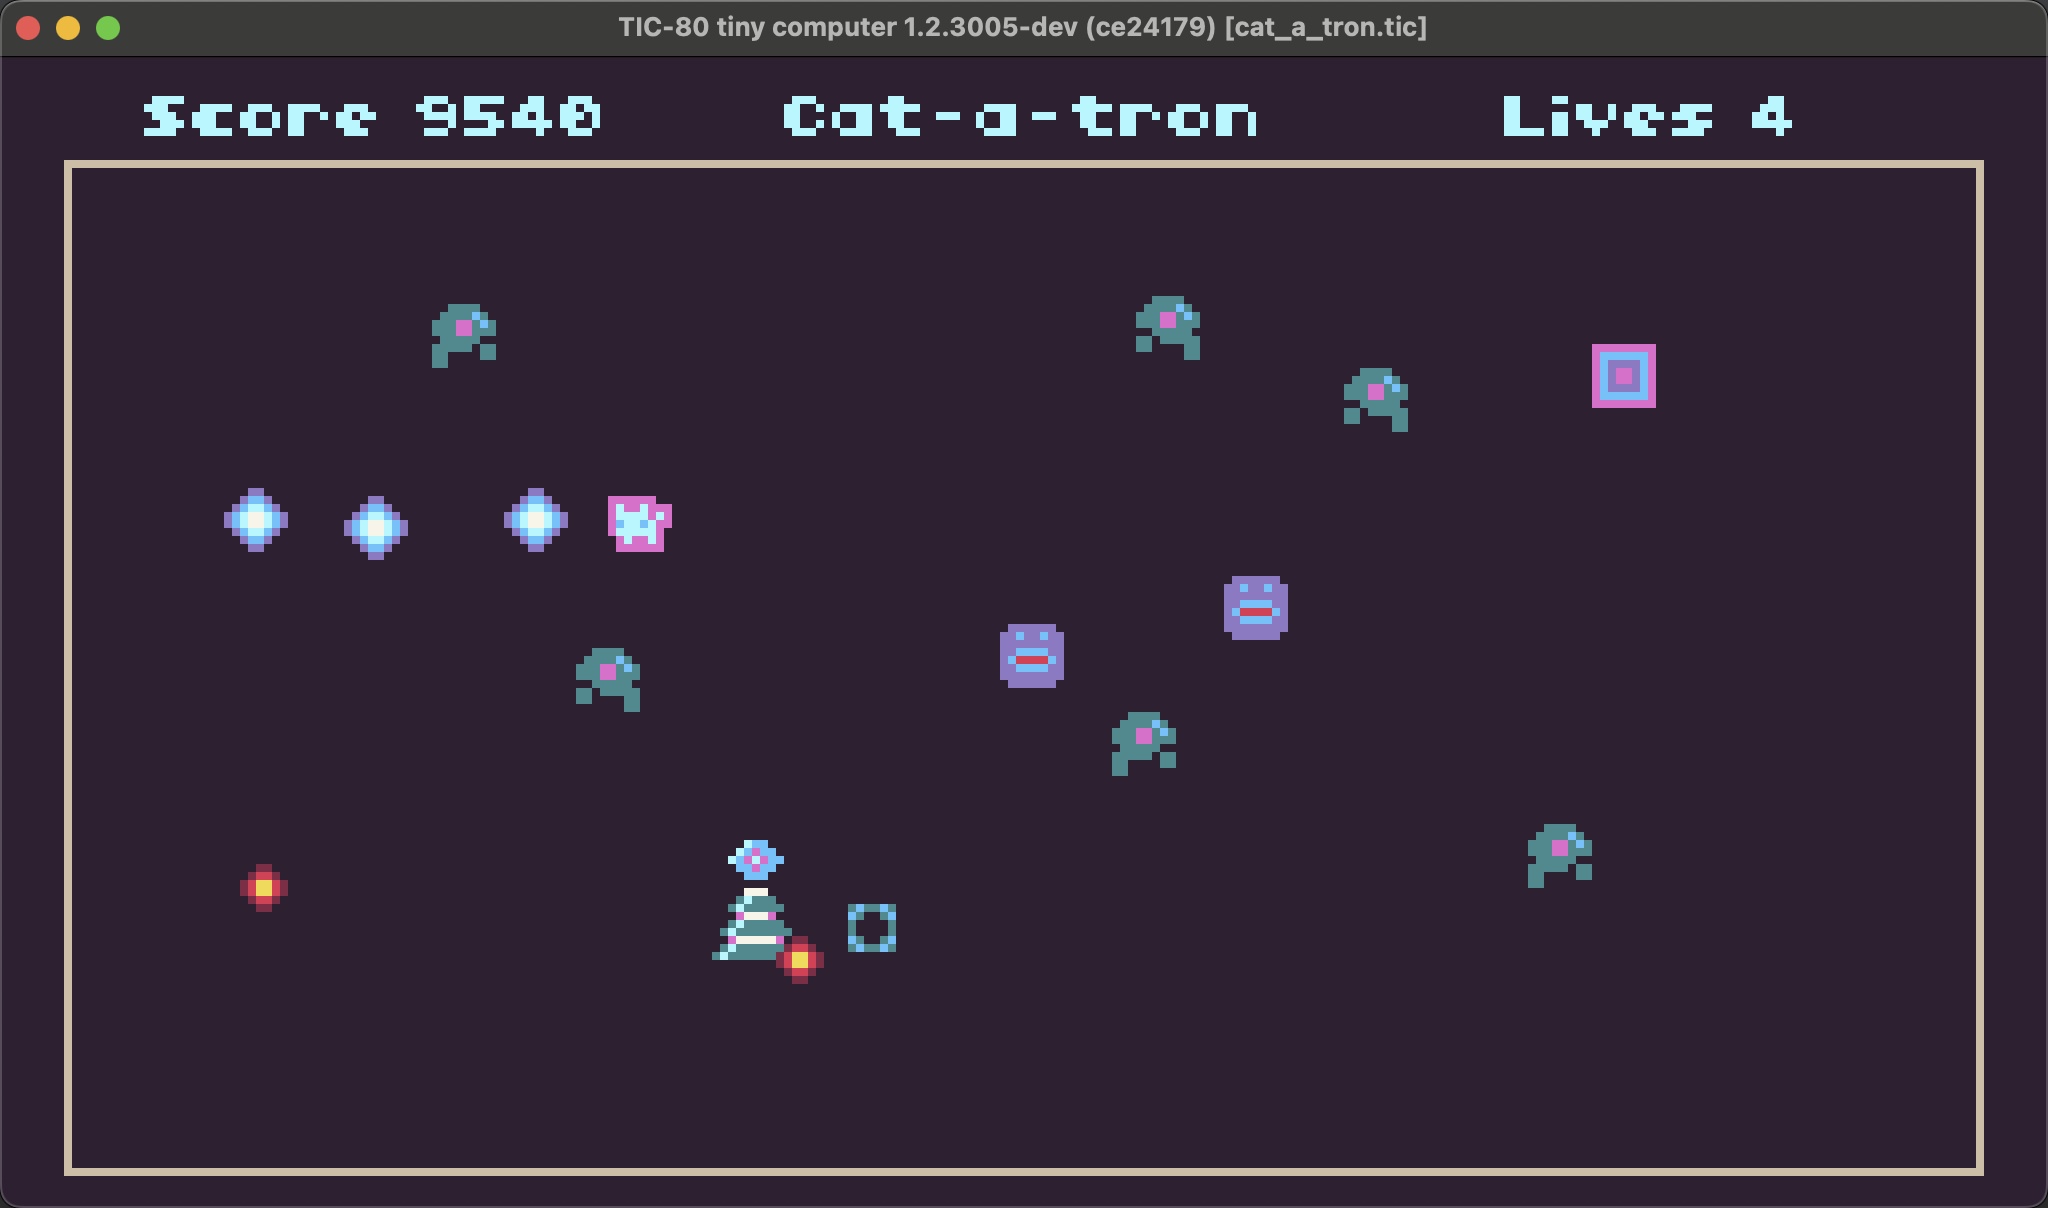 TIC-80 tiny computer 1.2.3005-dev (ce24179) [cat_a_tron.tic]
Score 9540 Cat-a-tron Lives 4